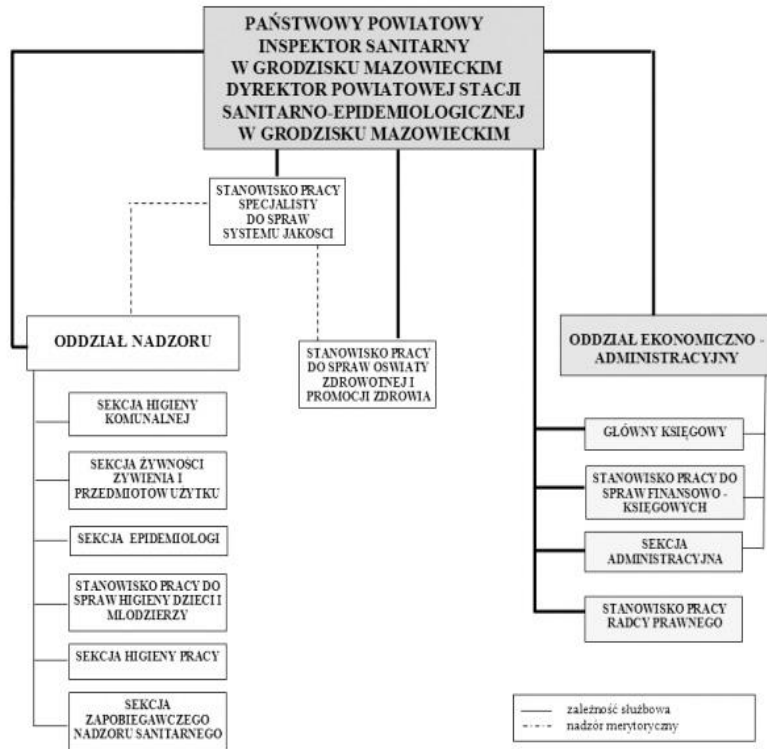 PAŃSTWOWY POWIATOWY
INSPEKTOR SANITARNY
W GRODZISKU MAZOWIECKIM
DYREKTOR POWIATOWEJ STACJI
SANITARNO-EPIDEMIOLOGICZNEJ
W GRODZISKU MAZOWIECKIM
STANOWISKO PRACY
SPECJALISTY
DO SPRAW
SYSTEMU JAKOŚCI
ODDZIAŁ NADZORU
STANOWISKO PRACY
DO SPRAW OŚWIATY
ZDROWOTNEJ I
PROMOCJI ZDROWIA
ODDZIAŁ EKONOMICZNO -
ADMINISTRACYJNY
SEKCJA HIGIENY
KOMUNALNEJ
SEKCJA ŻYWNOŚCI
ZYWIENIA I
PRZEDMIOTOW UŻYTKU
SEKCJA EPIDEMIOLOGI
STANOWISKO PRACY DO
SPRAW HIGIENY DZIECI I
MLODZIERZY
SEKCJA HIGIENY PRACY
SEKCJA
ZAPOBIEGAWCZEGO
NADZORU SANITARNEGO
GŁÓWNY KSIĘGOWY
STANOWISKO PRACY DO
SPRAW FINANSOWO -
KSIĘGOWYCH
SEKCJA
ADMINISTRACYJNA
STANOWISKO PRACY
RADCY PRAWNEGO
zależność służbowa
nadzór merytoryczny